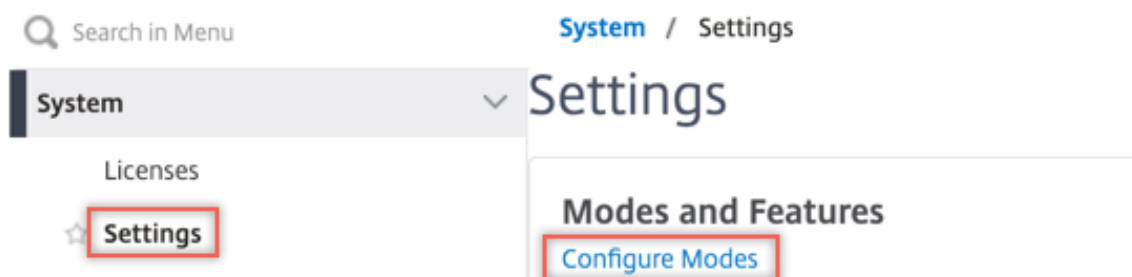 Search in Menu
System
Licenses
Settings
System / Settings
Settings
Modes and Features
Configure Modes